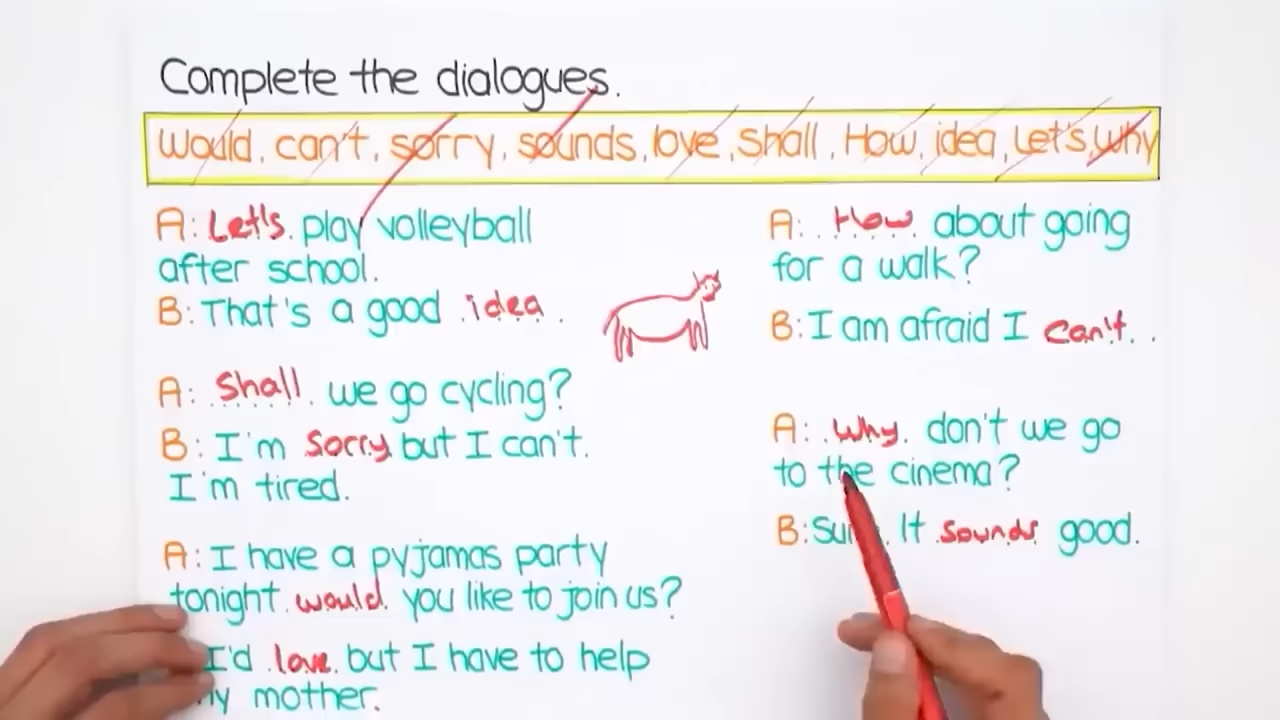 Complete the dialogues.
Would, can't, sorry, sounds, love, Shall, How, idea, Let's, why
A: Let's play volleyball
after school.
B: That's a good idea.
A: Shall we go cycling?
B: I'm sorry but I can't.
I'm tired.
A: I have a pyjamas party
tonight would you like to join us?
I'd love but I have to help
mother.
A: How about going
for a walk?
B: I am afraid I can't...
A: Why don't we go
to the cinema?
B: It sounds good.